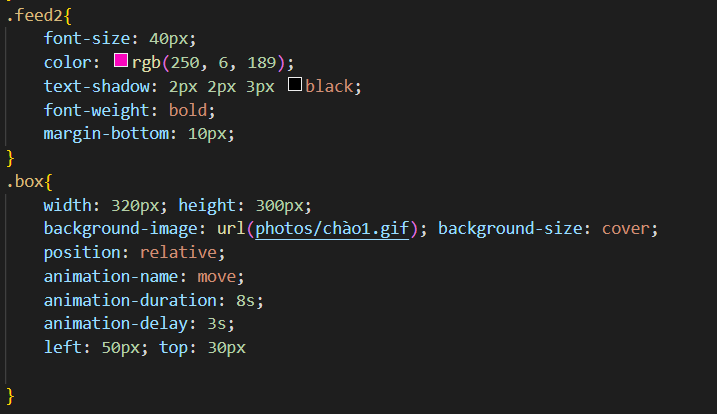 .feed2{
    font-size: 40px;
    color: rgb(250, 6, 189);
    text-shadow: 2px 2px 3px black;
    font-weight: bold;
    margin-bottom: 10px;
}
.box{
    width: 320px; height: 300px;
    background-image: url(photos/chào1.gif); background-size: cover;
    position: relative;
    animation-name: move;
    animation-duration: 8s;
    animation-delay: 3s;
    left: 50px; top: 30px
}